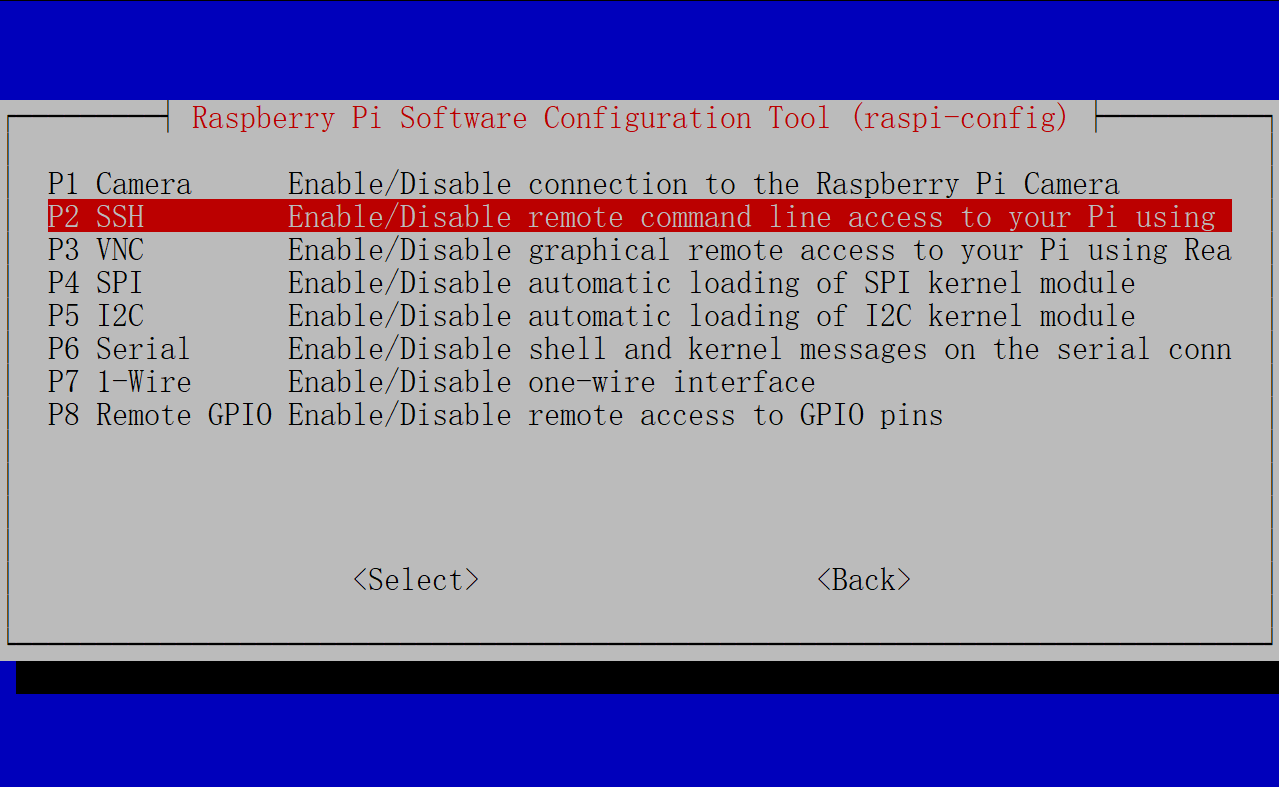 Raspberry Pi Software Configuration Tool (raspi-config)
P1 Camera Enable/Disable connection to the Raspberry Pi Camera
P2 SSH Enable/Disable remote command line access to your Pi using
P3 VNC Enable/Disable graphical remote access to your Pi using Rea
P4 SPI Enable/Disable automatic loading of SPI kernel module
P5 I2C Enable/Disable automatic loading of I2C kernel module
P6 Serial Enable/Disable shell and kernel messages on the serial conn
P7 1-Wire Enable/Disable one-wire interface
P8 Remote GPIO Enable/Disable remote access to GPIO pins
<Select> <Back>